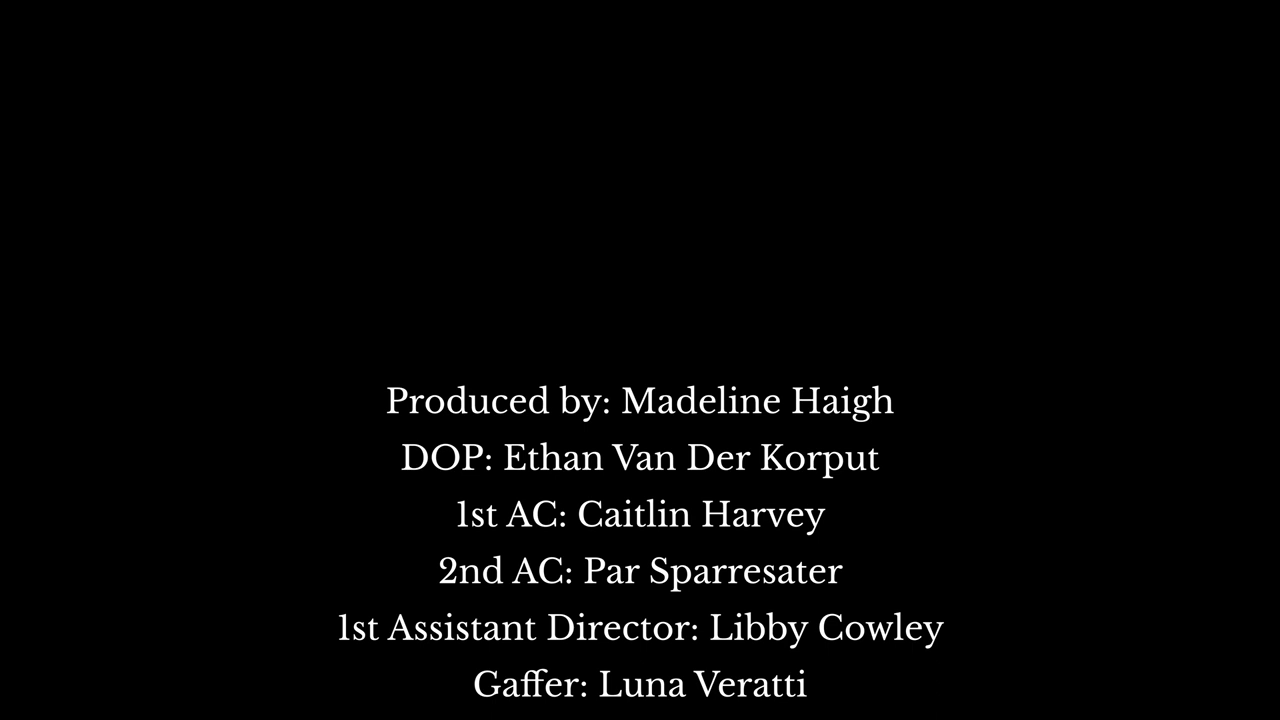 Produced by: Madeline Haigh
DOP: Ethan Van Der Korput
1st AC: Caitlin Harvey
2nd AC: Par Sparresater
1st Assistant Director: Libby Cowley
Gaffer: Luna Veratti